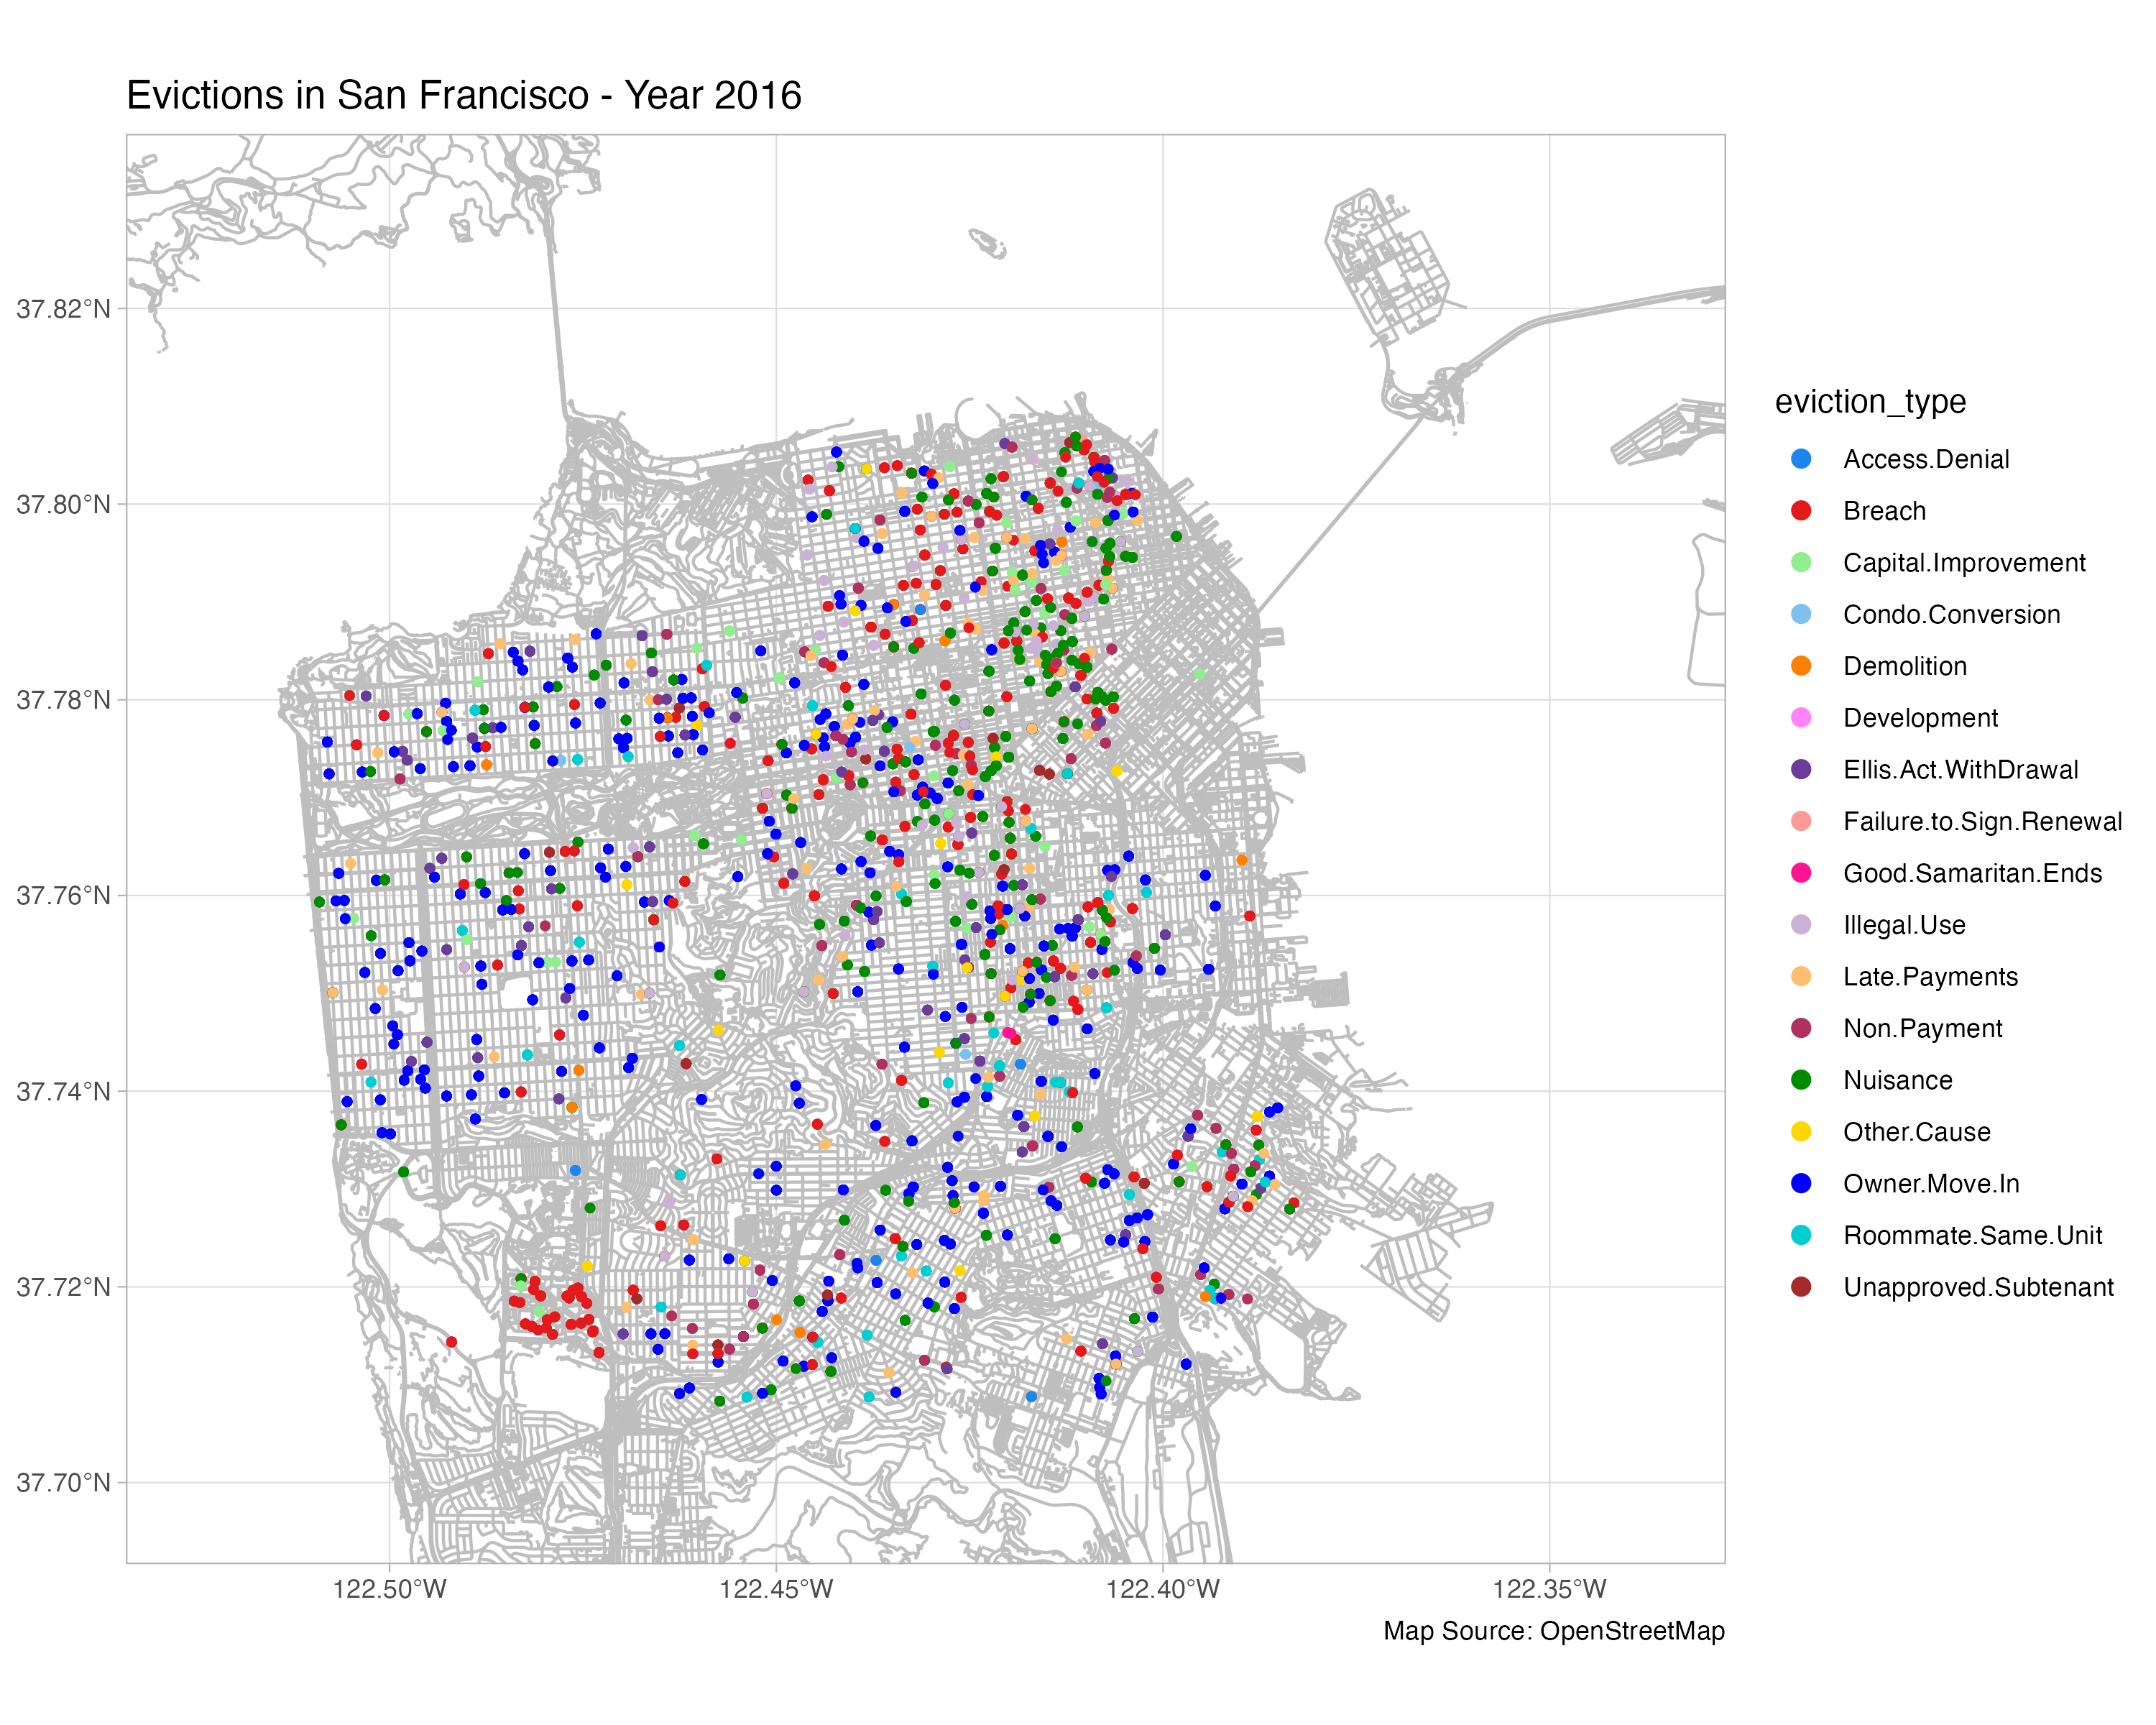 Evictions in San Francisco - Year 2016
37.82°N
37.80°N
37.78°N
37.76°N
37.74°N
37.72°N
37.70°N
122.50°W
122.45°W
122.40°W
122.35°W
Map Source: OpenStreetMap
eviction_type
Access.Denial
Breach
Capital.Improvement
Condo.Conversion
Demolition
Development
Ellis.Act.WithDrawal
Failure.to.Sign.Renewal
Good.Samaritan.Ends
Illegal.Use
Late.Payments
Non.Payment
Nuisance
Other.Cause
Owner.Move.In
Roommate.Same.Unit
Unapproved.Subtenant